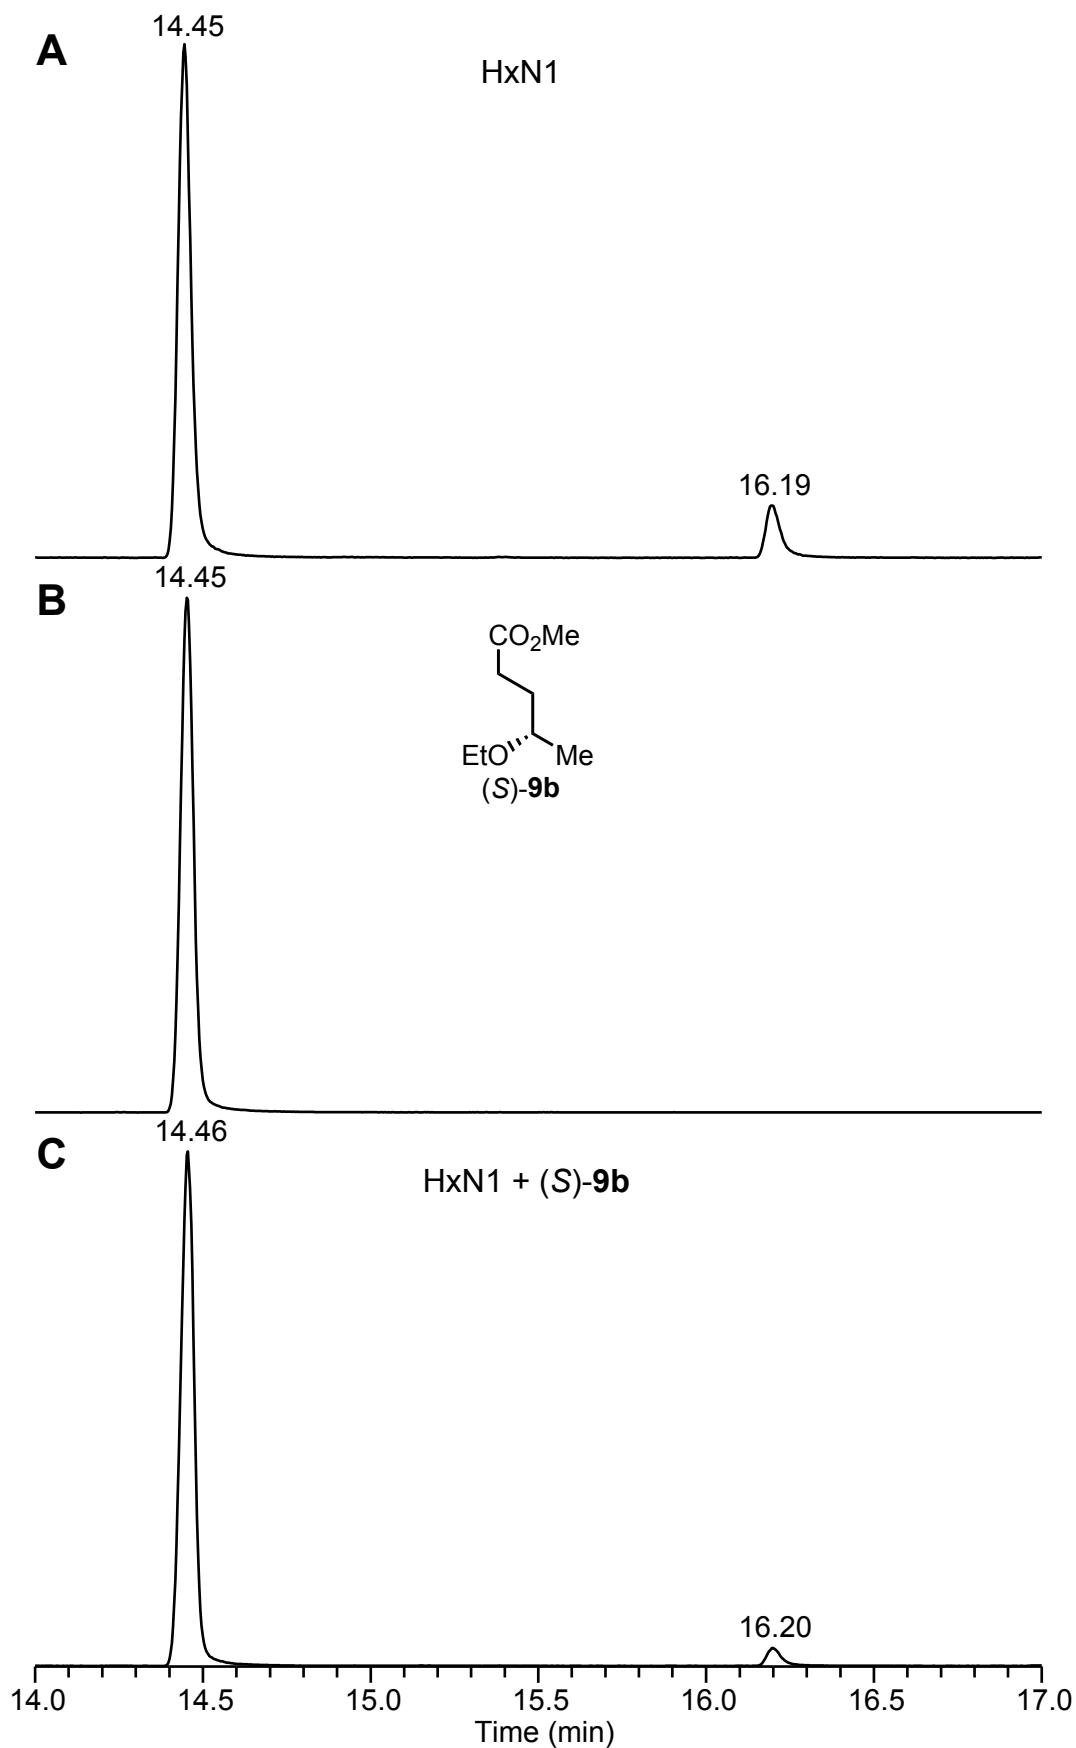 14.45
A
HxN1
16.19
14.45
B
CO₂Me
EtO Me
(S)-9b
14.46
C
HxN1 + (S)-9b
16.20
14.0 14.5 15.0 15.5 16.0 16.5 17.0
Time (min)